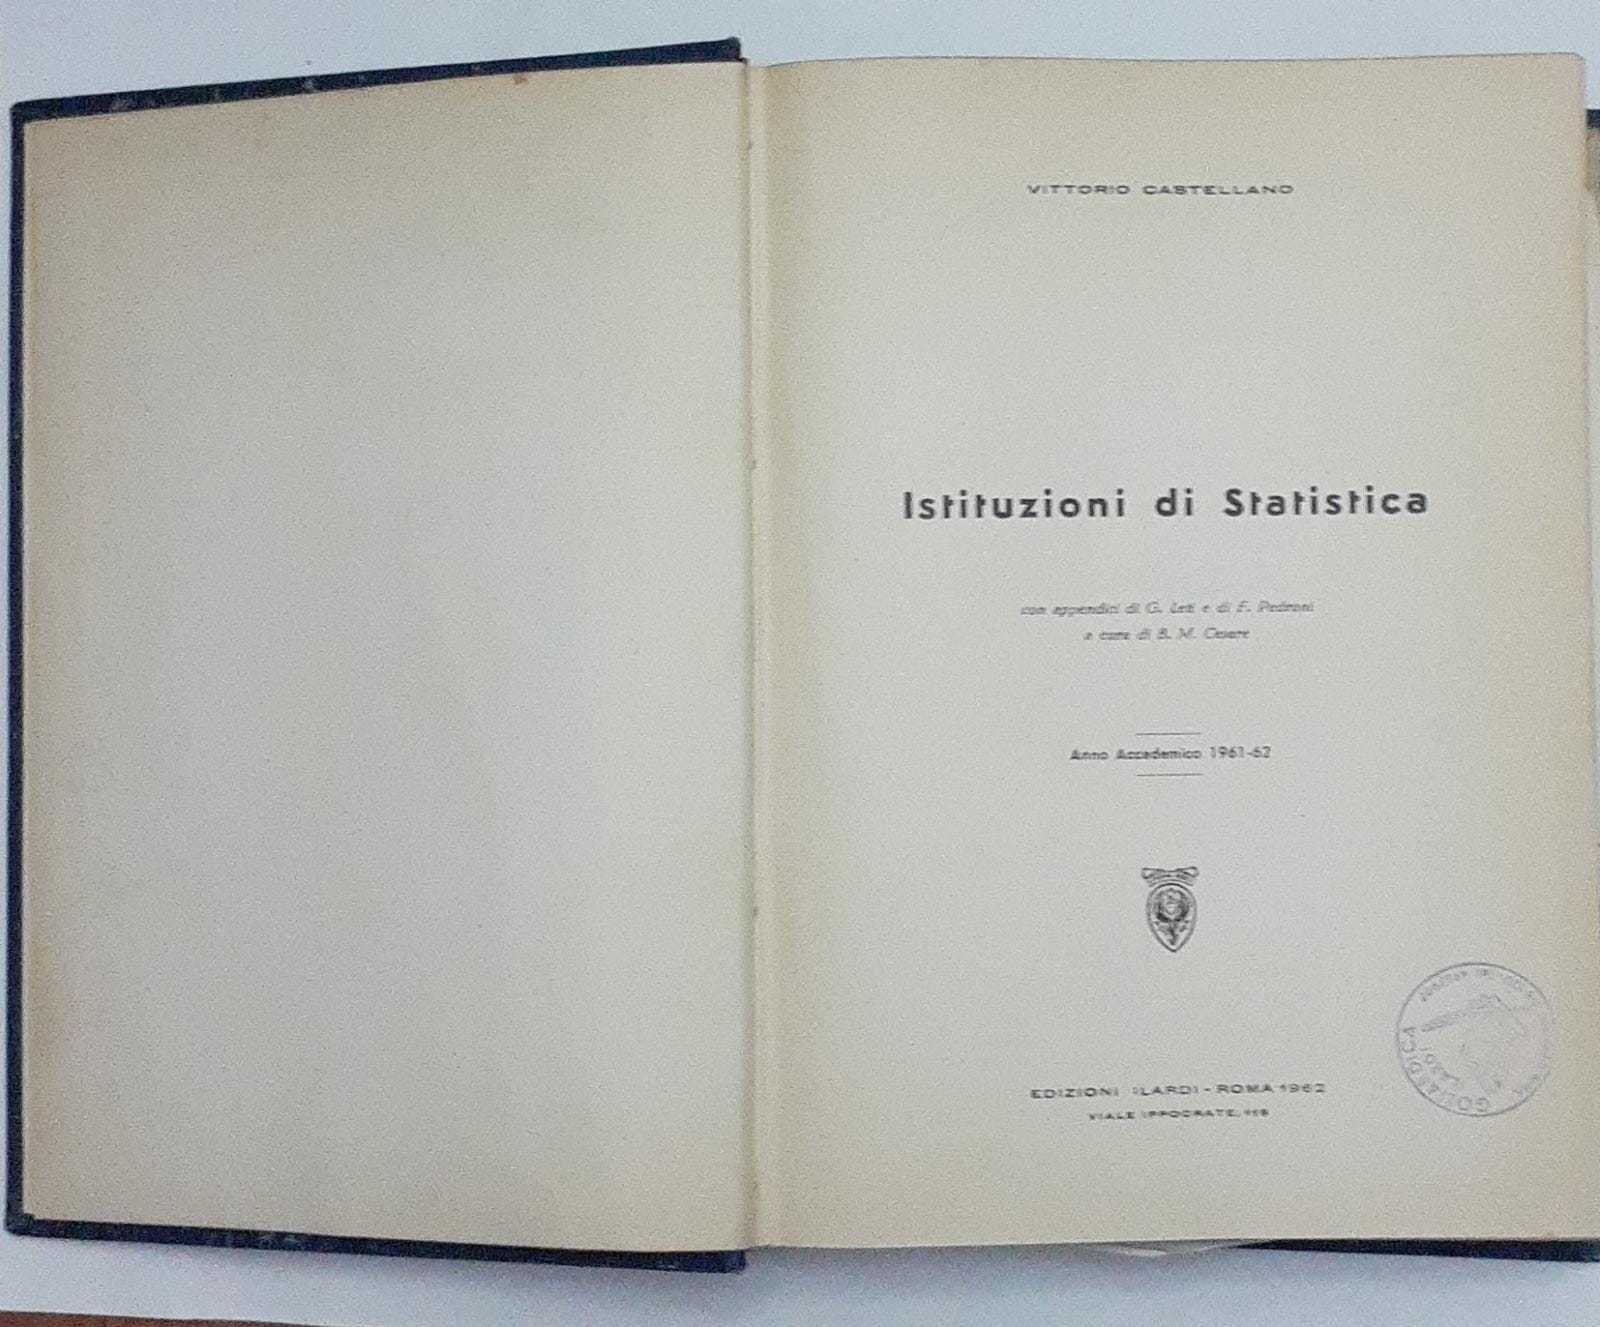 VITTORIO CASTELLANO
Istituzioni di Statistica
con appendici di G. Leti e di F. Pedroni
a cura di B. M. Cesare
Anno Accademico 1961-62
EDIZIONI ILARDI - ROMA 1962
VIALE IPPOCRATE,
GOLIARDICA